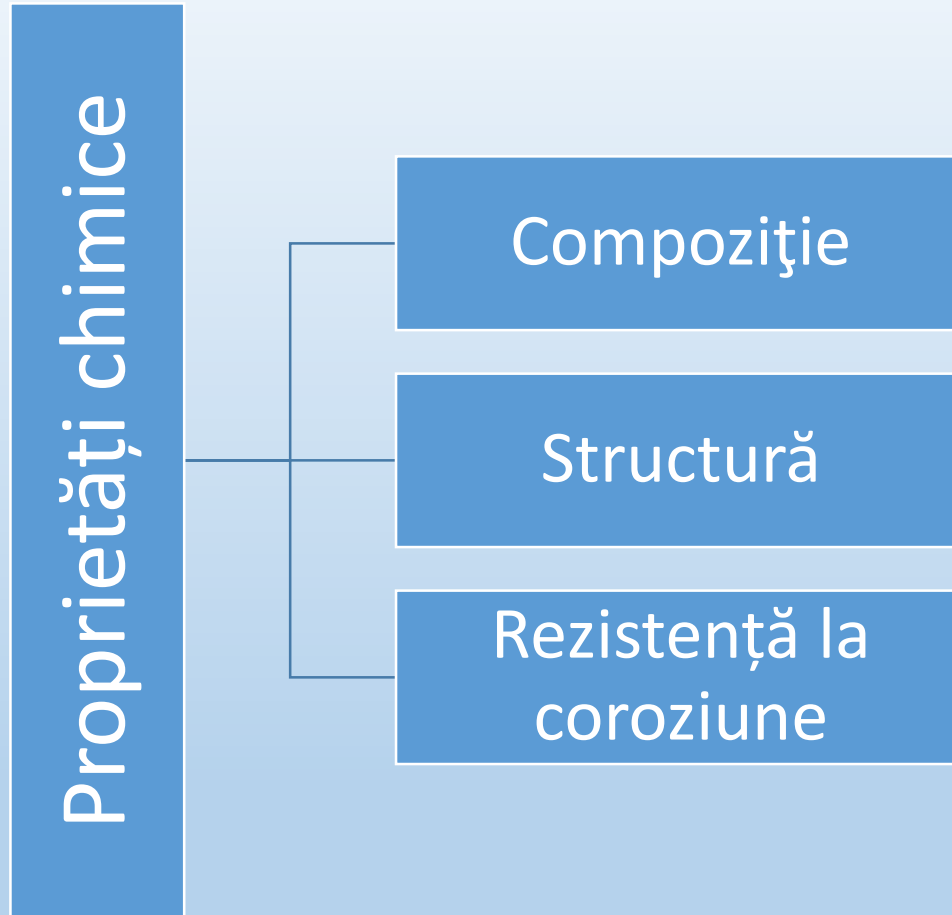 Proprietăți chimice
Compoziţie
Structură
Rezistență la
coroziune